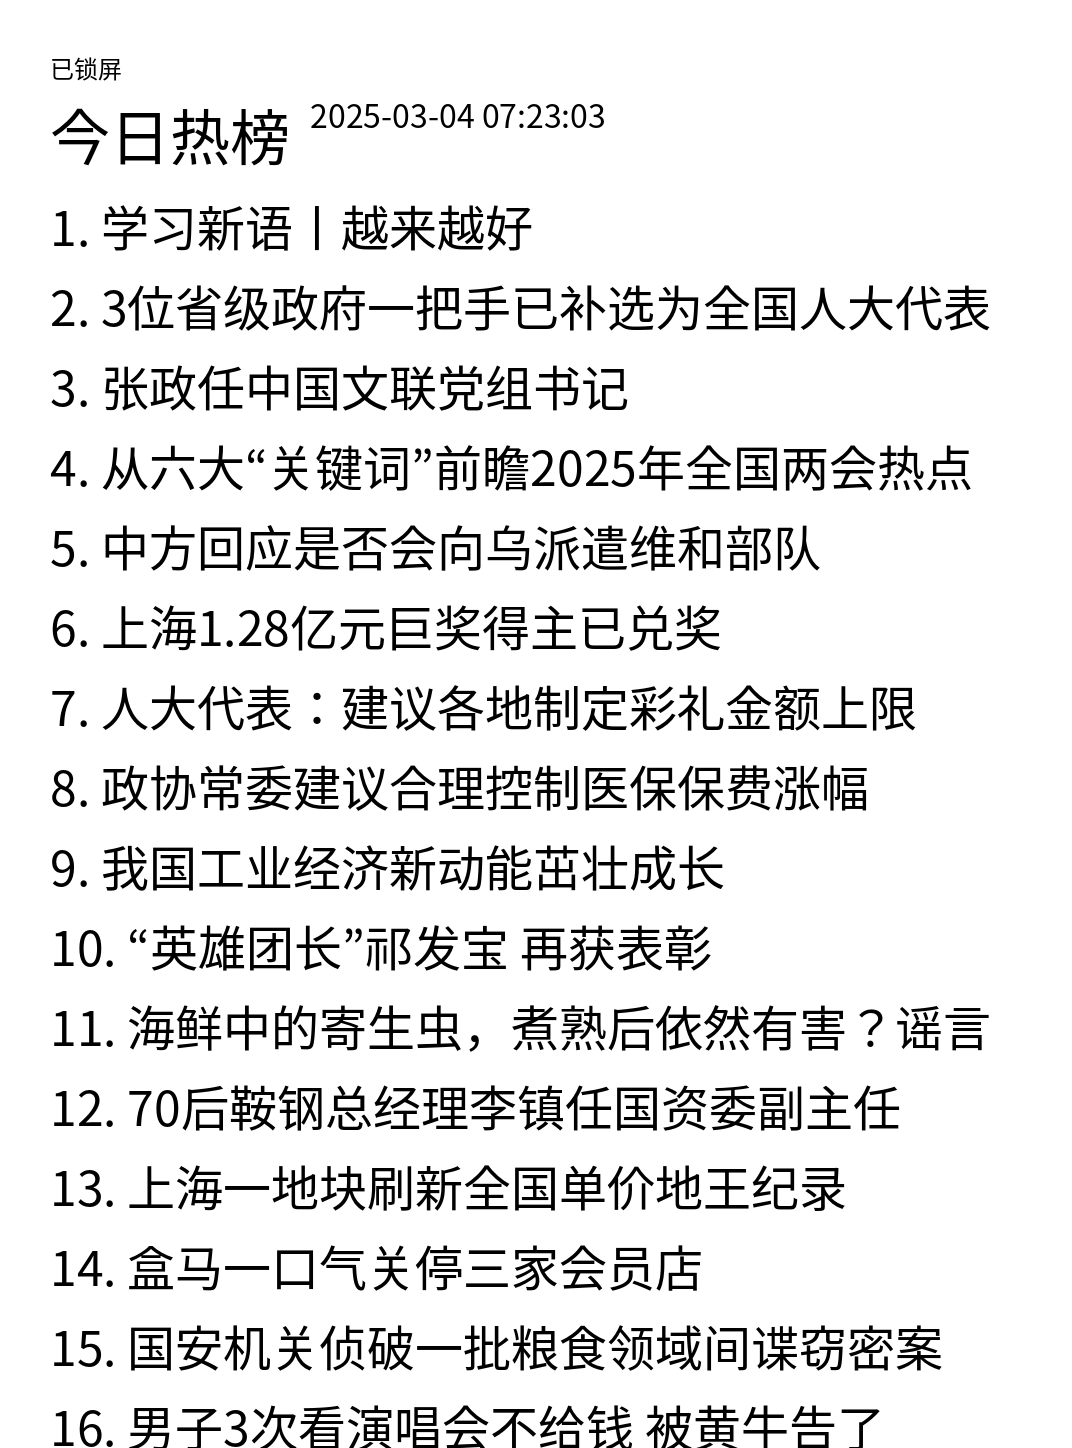 已锁屏
今日热榜 2025-03-04 07:23:03
1. 学习新语丨越来越好
2. 3位省级政府一把手已补选为全国人大代表
3. 张政任中国文联党组书记
4. 从六大“关键词”前瞻2025年全国两会热点
5. 中方回应是否会向乌派遣维和部队
6. 上海1.28亿元巨奖得主已兑奖
7. 人大代表：建议各地制定彩礼金额上限
8. 政协常委建议合理控制医保保费涨幅
9. 我国工业经济新动能茁壮成长
10. “英雄团长”祁发宝 再获表彰
11. 海鲜中的寄生虫，煮熟后依然有害？谣言
12. 70后鞍钢总经理李镇任国资委副主任
13. 上海一地块刷新全国单价地王纪录
14. 盒马一口气关停三家会员店
15. 国安机关侦破一批粮食领域间谍窃密案
16. 男子3次看演唱会不给钱 被黄牛告了